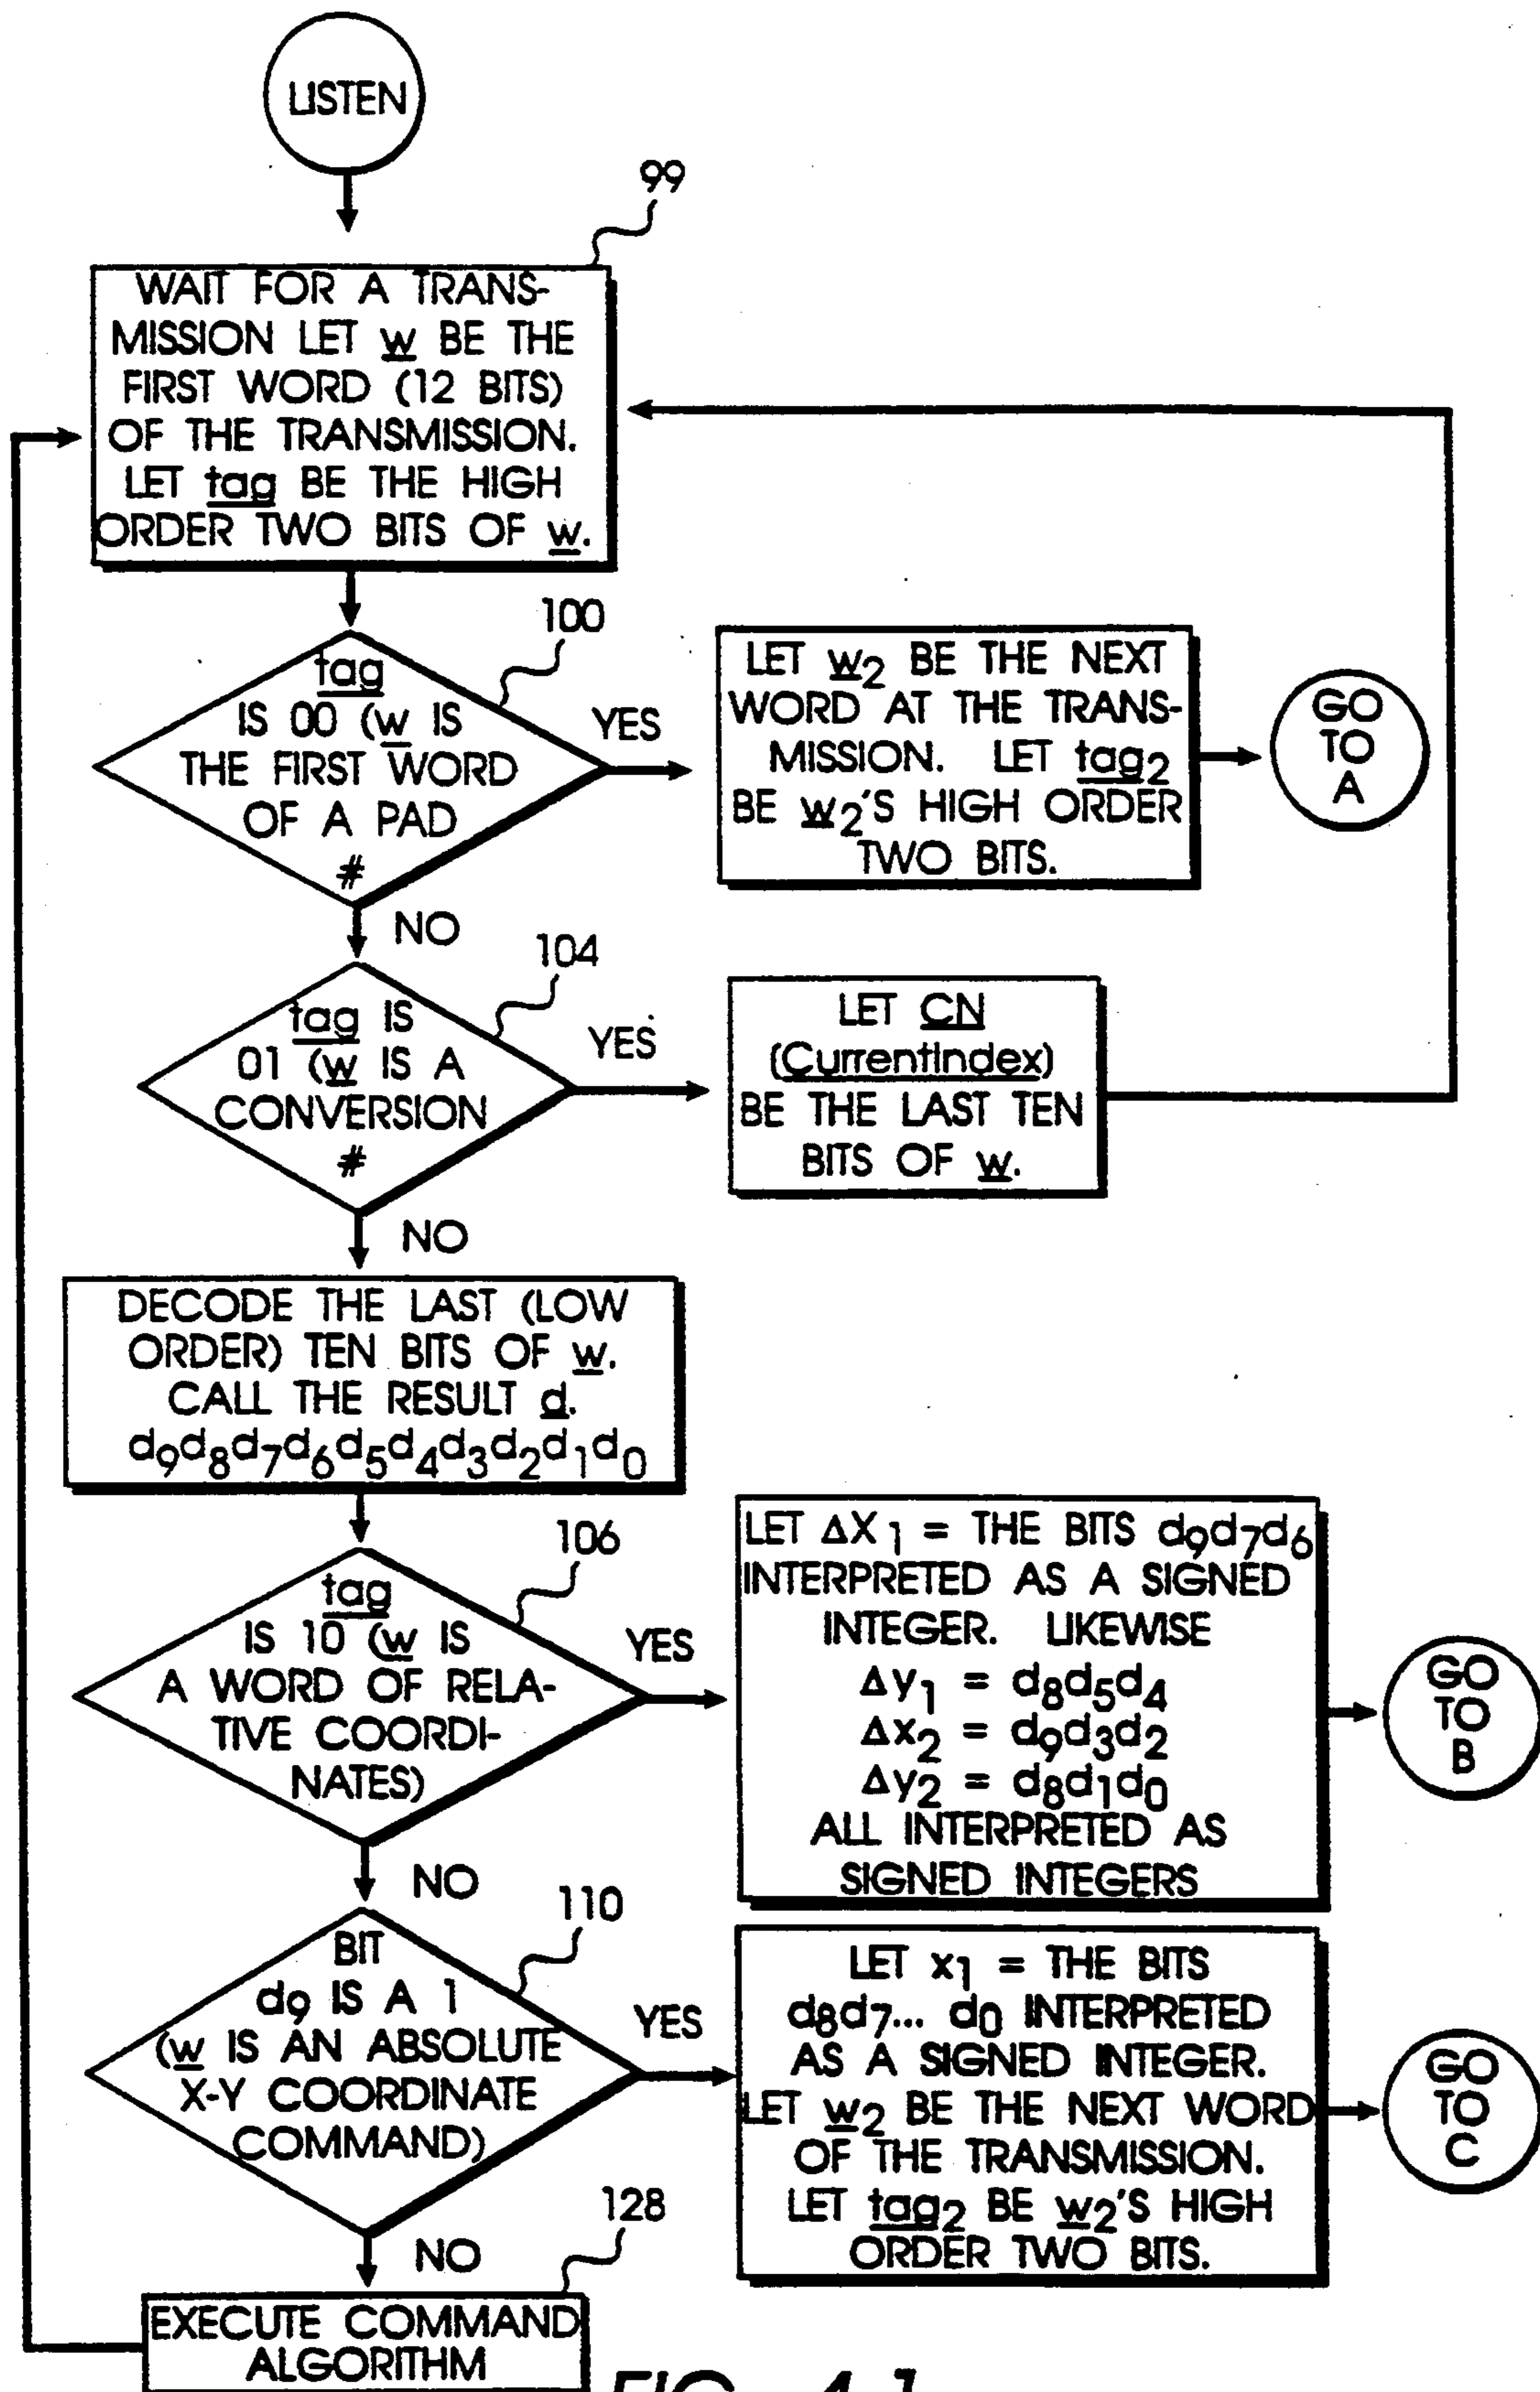 LISTEN
99
WAIT FOR A TRANS-
MISSION LET w BE THE
FIRST WORD (12 BITS)
OF THE TRANSMISSION.
LET tag BE THE HIGH
ORDER TWO BITS OF w.
100
tag
IS 00 (w IS
THE FIRST WORD
OF A PAD
#
YES
LET w2 BE THE NEXT
WORD AT THE TRANS-
MISSION. LET tag2
BE w2'S HIGH ORDER
TWO BITS.
GO
TO
A
NO
104
tag IS
01 (w IS A
CONVERSION
#
YES
LET CN
(CurrentIndex)
BE THE LAST TEN
BITS OF w.
NO
DECODE THE LAST (LOW
ORDER) TEN BITS OF w.
CALL THE RESULT d.
d9d8d7d6d5d4d3d2d1d0
106
tag
IS 10 (w IS
A WORD OF RELA-
TIVE COORDI-
NATES)
YES
LET ΔX1 = THE BITS d9d7d6
INTERPRETED AS A SIGNED
INTEGER. LIKEWISE
Δy1 = d8d5d4
Δx2 = d9d3d2
Δy2 = d8d1d0
ALL INTERPRETED AS
SIGNED INTEGERS
GO
TO
B
NO
110
BIT
d9 IS A 1
(w IS AN ABSOLUTE
X-Y COORDINATE
COMMAND)
YES
LET x1 = THE BITS
d8d7... d0 INTERPRETED
AS A SIGNED INTEGER.
LET w2 BE THE NEXT WORD
OF THE TRANSMISSION.
LET tag2 BE w2'S HIGH
ORDER TWO BITS.
GO
TO
C
NO
128
EXECUTE COMMAND
ALGORITHM